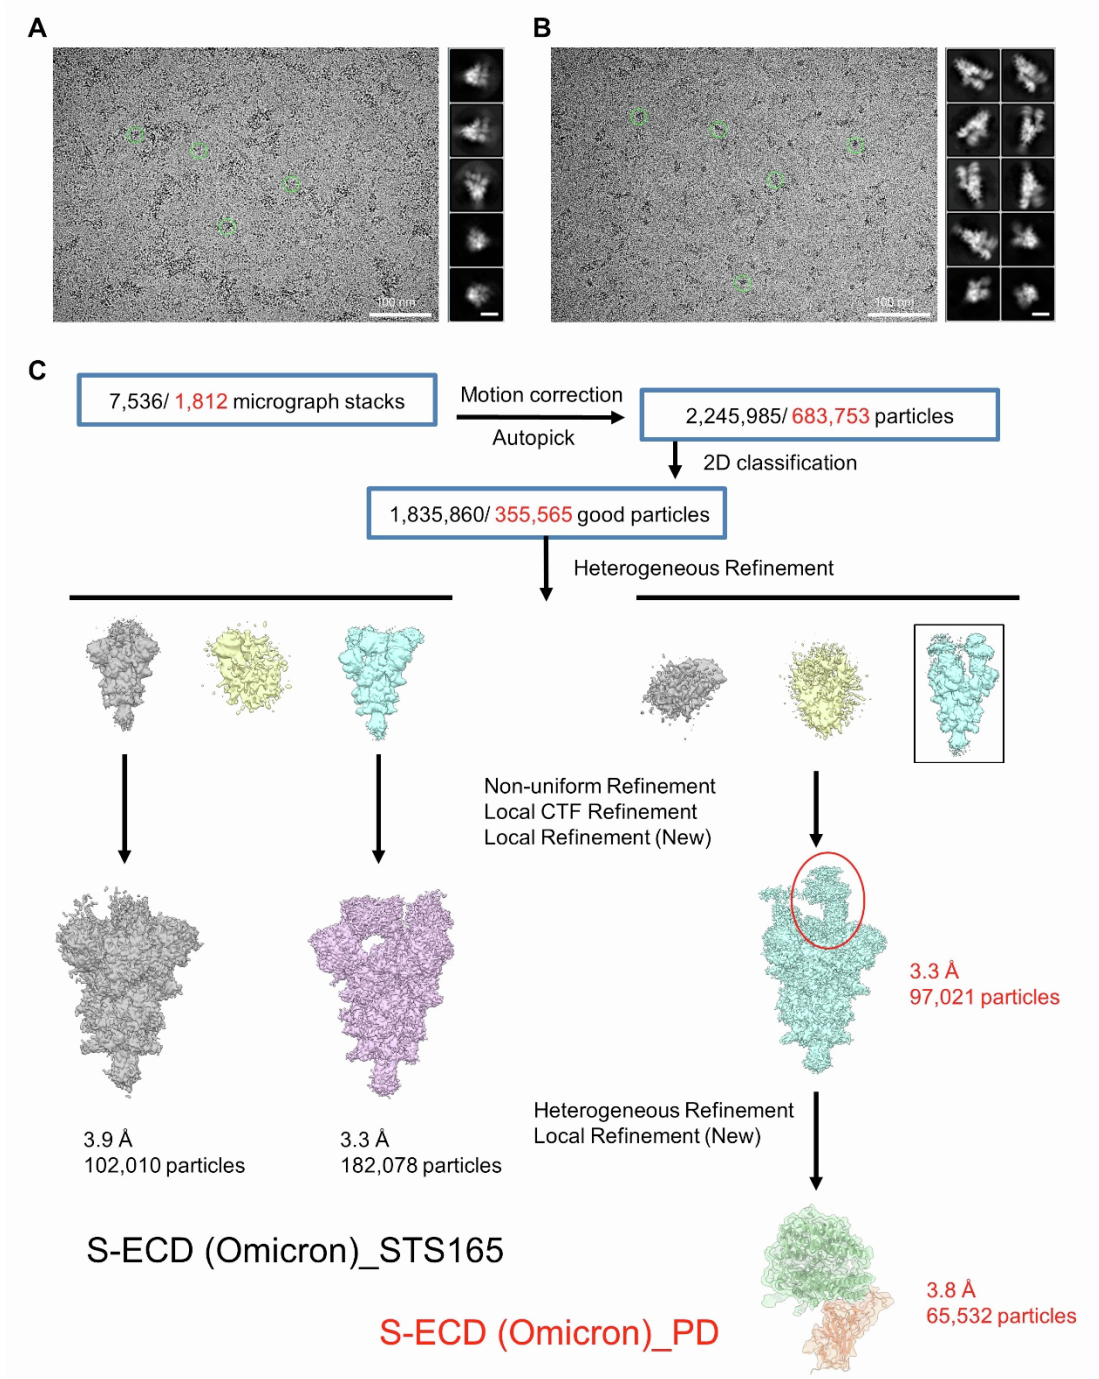 A
B
100 nm
100 nm
C
7,536/ 1,812 micrograph stacks
Motion correction
Autopick
2,245,985/ 683,753 particles
2D classification
1,835,860/ 355,565 good particles
Heterogeneous Refinement
Non-uniform Refinement
Local CTF Refinement
Local Refinement (New)
3.3 Å
97,021 particles
Heterogeneous Refinement
Local Refinement (New)
3.9 Å
102,010 particles
3.3 Å
182,078 particles
S-ECD (Omicron)_STS165
3.8 Å
65,532 particles
S-ECD (Omicron)_PD